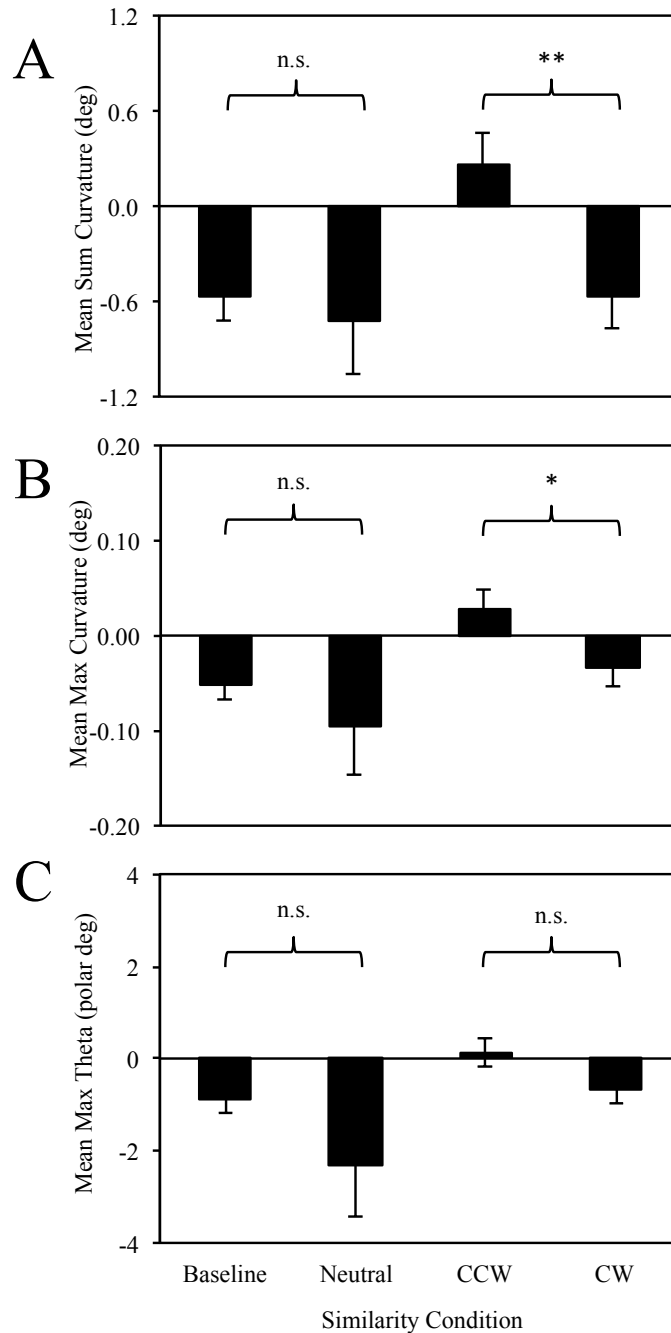 A
Mean Sum Curvature (deg)
1.2
0.6
0.0
-0.6
-1.2
n.s.
**
B
Mean Max Curvature (deg)
0.20
0.10
0.00
-0.10
-0.20
n.s.
*
C
Mean Max Theta (polar deg)
4
2
0
-2
-4
n.s.
n.s.
Baseline Neutral CCW CW
Similarity Condition